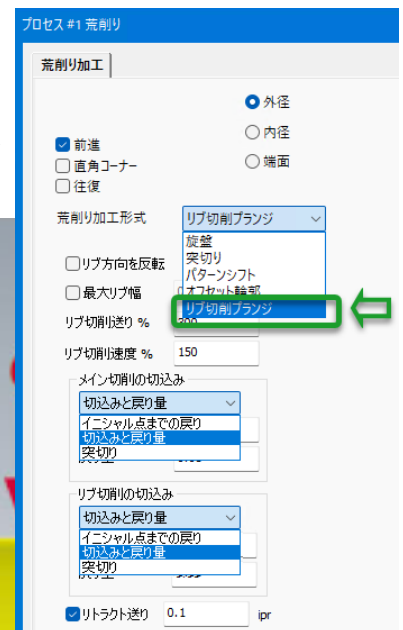 プロセス #1 荒削り
荒削り加工
外径
内径
端面
前進
直角コーナー
往復
荒削り加工形式 リブ切削プランジ
旋盤
突切り
パターンシフト
オフセット輪郭
リブ切削プランジ
リブ方向を反転
最大リブ幅
リブ切削送り %
リブ切削速度 % 150
メイン切削の切込み
切込みと戻り量
イニシャル点までの戻り
切込みと戻り量
突切り
リブ切削の切込み
切込みと戻り量
イニシャル点までの戻り
切込みと戻り量
突切り
リトラクト送り 0.1 ipr